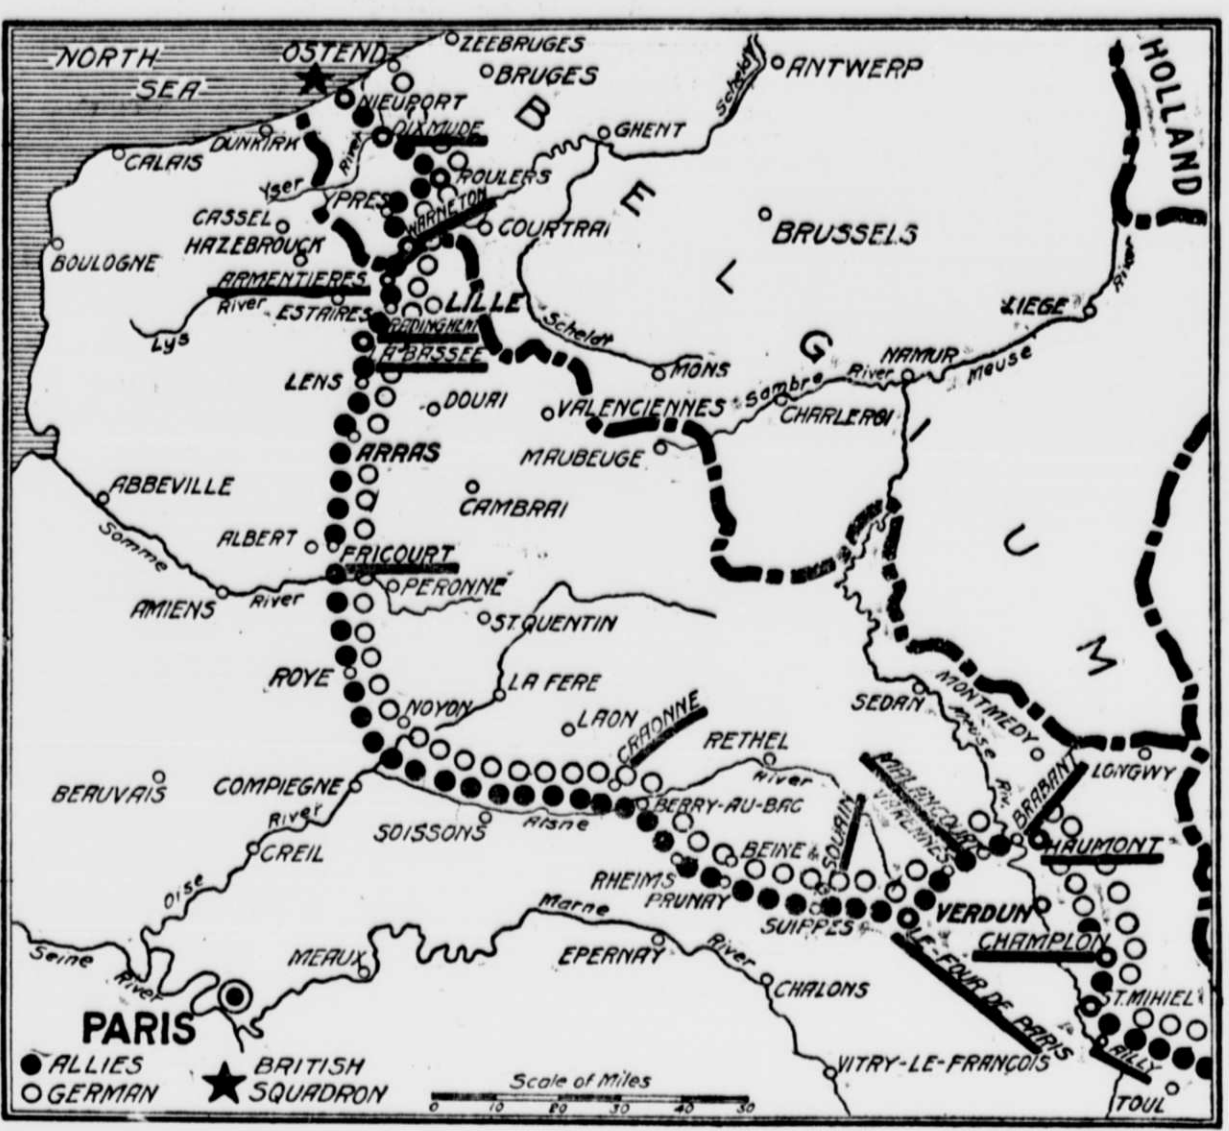 NORTH
SEA
OSTEND
ZEEBRUGES
BRUGES
ANTWERP
Scheldt
HOLLAND
NIEUPORT
DIXMUDE
GHENT
DUNKIRK
CALAIS
River
Yser
ROULERS
YPRES
WARNETON
COURTRAI
CASSEL
HAZEBROUCK
BOULOGNE
BRUSSELS
B
E
L
G
I
U
M
ARMENTIERES
River
Lys
ESTAIRES
LILLE
RADINGHEM
LA BASSEE
Scheldt
LIEGE
River
LENS
MONS
NAMUR
Sambre
River
Meuse
DOUAI
VALENCIENNES
CHARLEROI
ARRAS
MAUBEUGE
ABBEVILLE
CAMBRAI
ALBERT
FRICOURT
Somme
PERONNE
AMIENS
River
ST. QUENTIN
ROYE
LA FERE
NOYON
LAON
CRAONNE
SEDAN
MONTMEDY
Meuse
RETHEL
River
MALANCOURT
VARENNES
BRABANT
LONGWY
BEAUVAIS
COMPIEGNE
BERRY-AU-BAC
SOISSONS
Aisne
River
CREIL
SOUAIN
BEINE
HAUMONT
RHEIMS
PRUNAY
Oise
Marne
SUIPPES
VERDUN
Seine
River
MEAUX
EPERNAY
River
LE-FOUR DE PARIS
CHAMPLON
CHALONS
ST. MIHIEL
PARIS
AILLY
VITRY-LE-FRANÇOIS
TOUL
ALLIES
GERMAN
BRITISH
SQUADRON
Scale of Miles
0 10 20 30 40 50